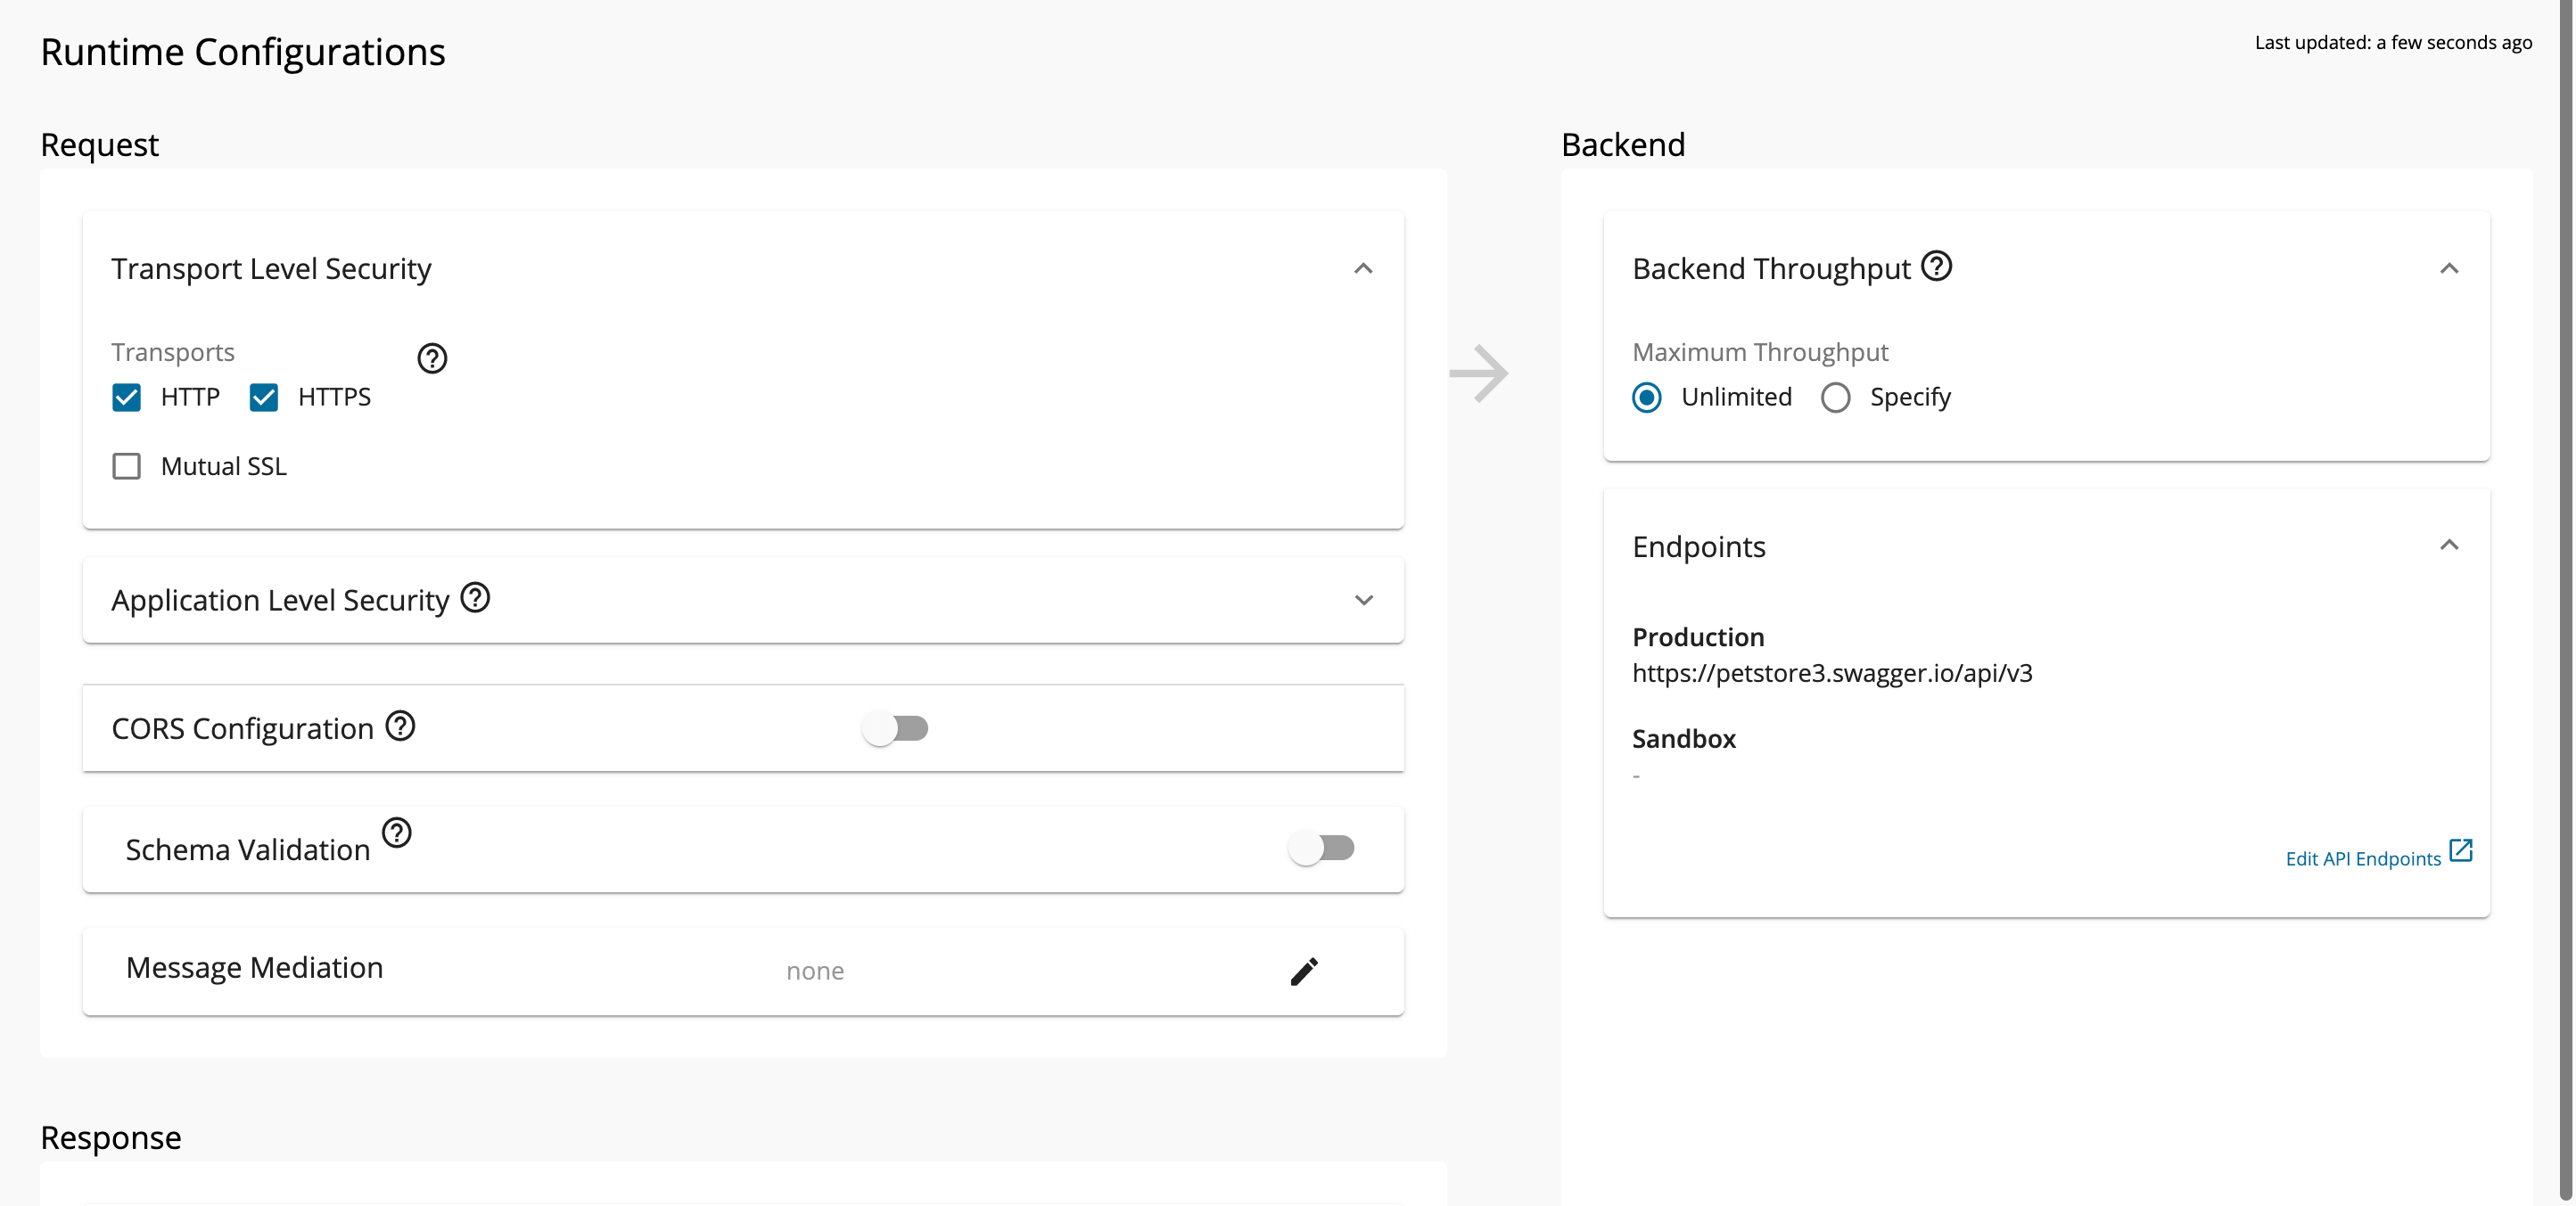 Runtime Configurations
Last updated: a few seconds ago
Request
Transport Level Security
Transports
HTTP HTTPS
Mutual SSL
Application Level Security
CORS Configuration
Schema Validation
Message Mediation none
Response
Backend
Backend Throughput
Maximum Throughput
Unlimited Specify
Endpoints
Production
https://petstore3.swagger.io/api/v3
Sandbox
-
Edit API Endpoints